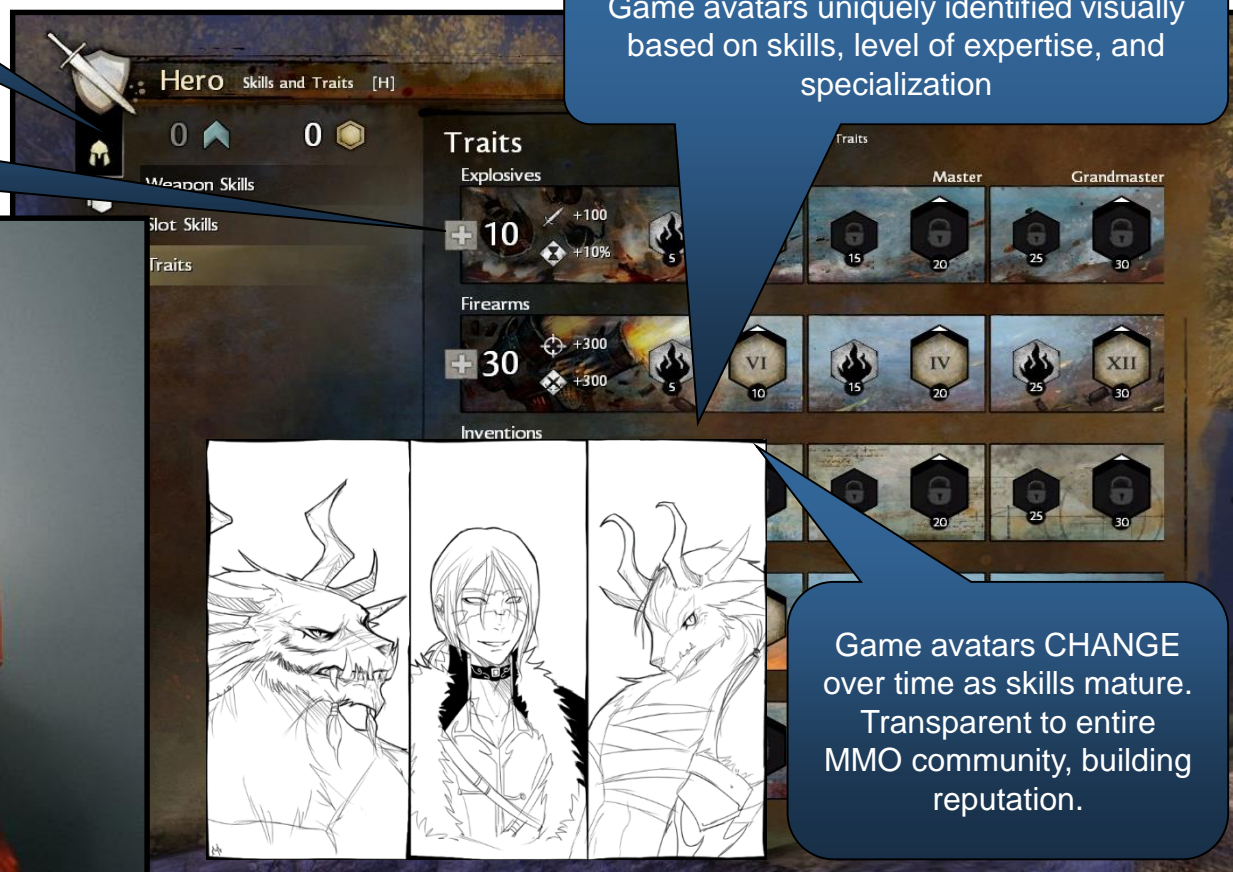 Game avatars uniquely identified visually
based on skills, level of expertise, and
specialization
Hero Skills and Traits [H]
0 0
Weapon Skills
Slot Skills
Traits
Traits
Traits
Master Grandmaster
Explosives
10 +100
+10%
5 15 20 25 30
Firearms
30 +300
+300
5 VI 10 15 IV 20 25 XII 30
Inventions
20 25 30
Game avatars CHANGE
over time as skills mature.
Transparent to entire
MMO community, building
reputation.